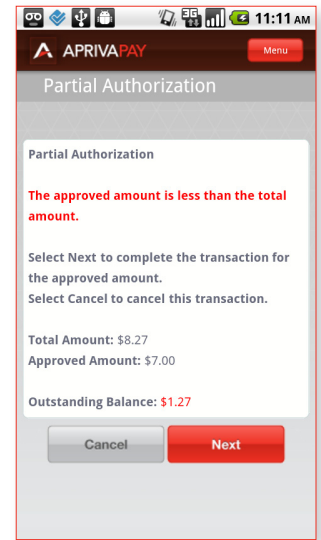 3G
11:11 AM
APRIVAPAY
Menu
Partial Authorization
Partial Authorization
The approved amount is less than the total
amount.
Select Next to complete the transaction for
the approved amount.
Select Cancel to cancel this transaction.
Total Amount: $8.27
Approved Amount: $7.00
Outstanding Balance: $1.27
Cancel
Next